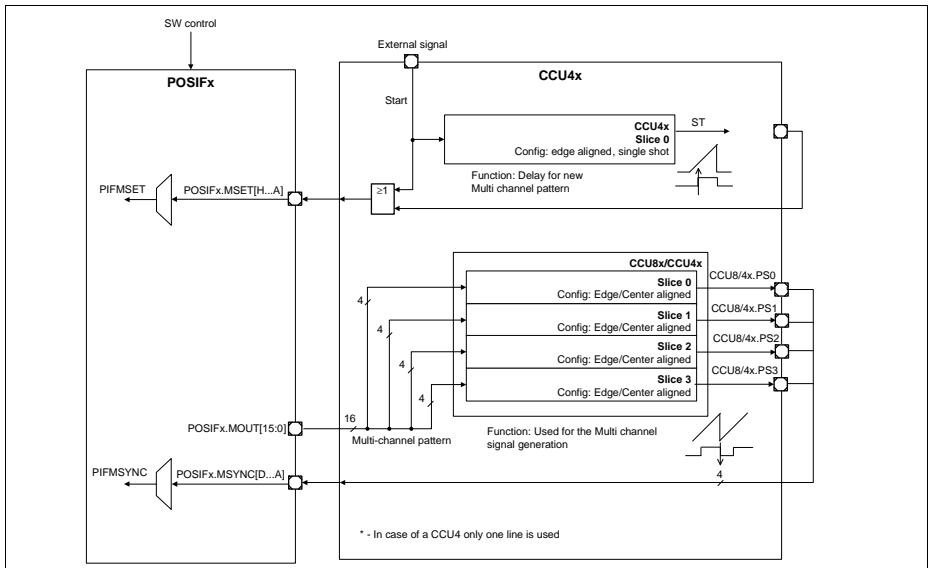 SW control
External signal
POSIFx
CCU4x
Start
CCU4x
Slice 0
Config: edge aligned, single shot
ST
Function: Delay for new
Multi channel pattern
PIFMSET
POSIFx.MSET[H...A]
≥1
CCU8x/CCU4x
Slice 0
Config: Edge/Center aligned
CCU8/4x.PS0
4
Slice 1
Config: Edge/Center aligned
CCU8/4x.PS1
4
Slice 2
Config: Edge/Center aligned
CCU8/4x.PS2
4
Slice 3
Config: Edge/Center aligned
CCU8/4x.PS3
4
16
POSIFx.MOUT[15:0]
Multi-channel pattern
Function: Used for the Multi channel
signal generation
PIFMSYNC
POSIFx.MSYNC[D...A]
4
* - In case of a CCU4 only one line is used